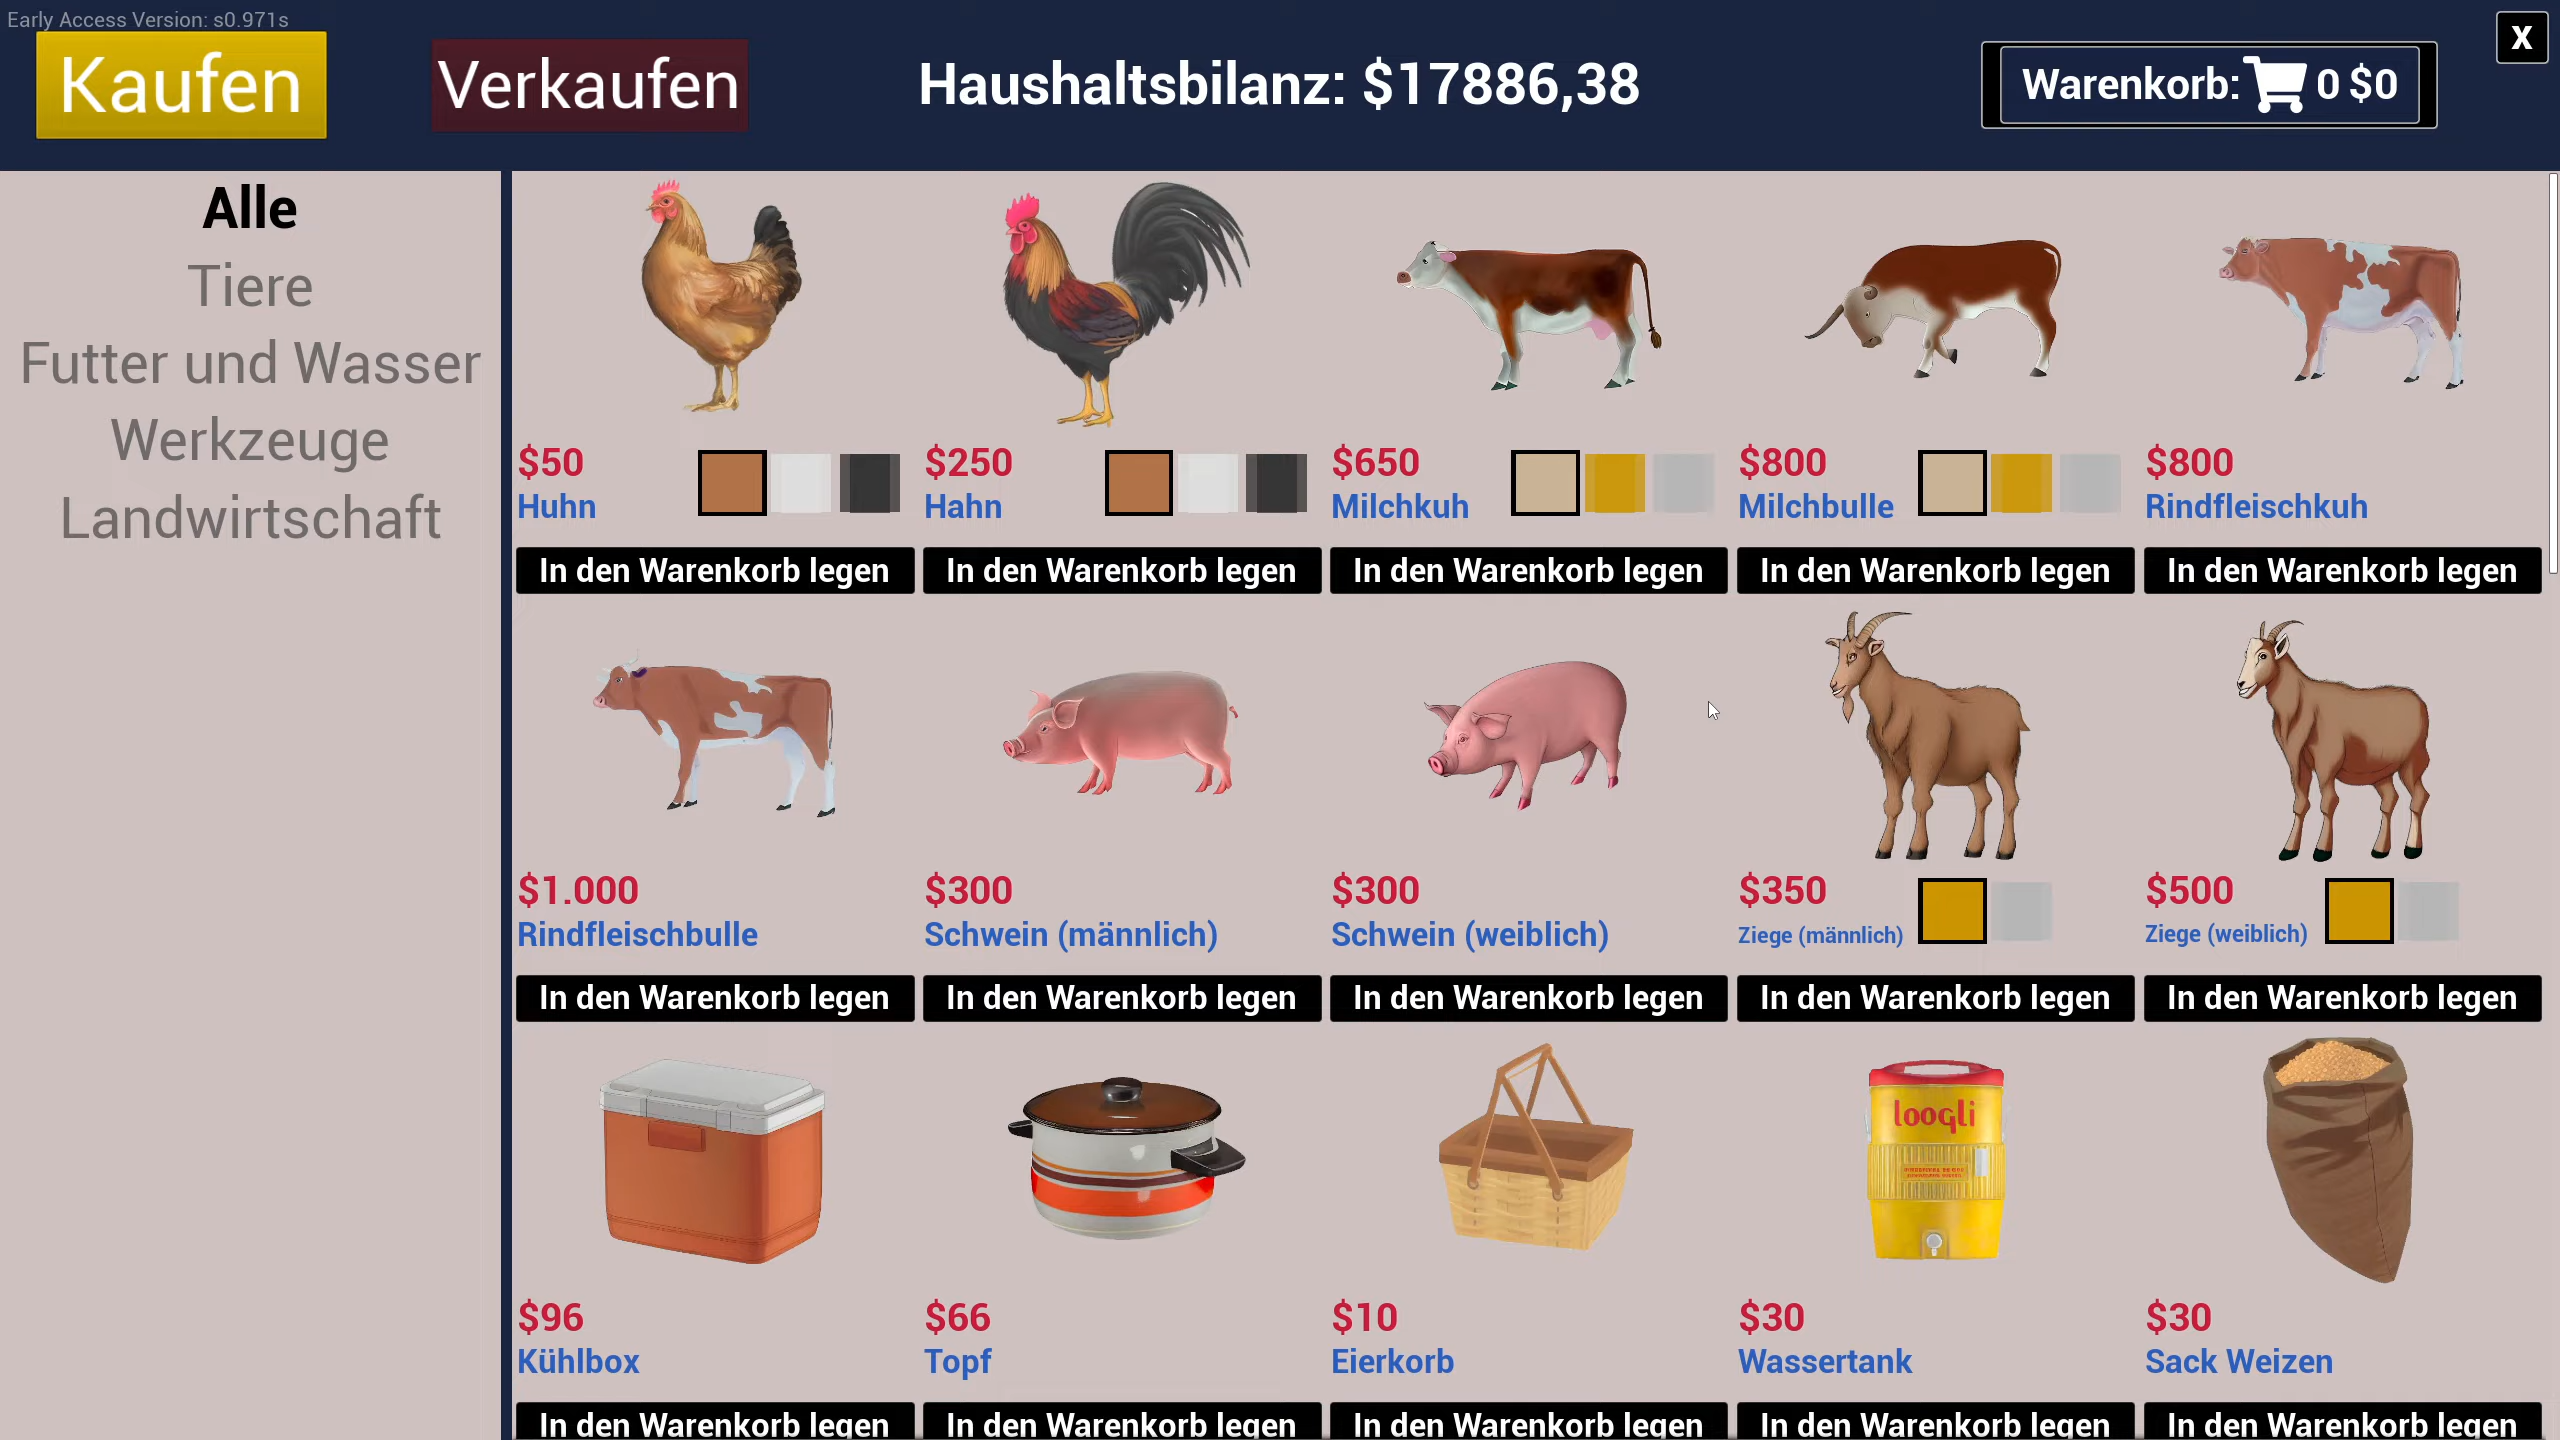 Early Access Version: s0.971s
Kaufen
Verkaufen
Haushaltsbilanz: $17886,38
Warenkorb: 0 $0
X
Alle
Tiere
Futter und Wasser
Werkzeuge
Landwirtschaft
$50
Huhn
In den Warenkorb legen
$250
Hahn
In den Warenkorb legen
$650
Milchkuh
In den Warenkorb legen
$800
Milchbulle
In den Warenkorb legen
$800
Rindfleischkuh
In den Warenkorb legen
$1.000
Rindfleischbulle
In den Warenkorb legen
$300
Schwein (männlich)
In den Warenkorb legen
$300
Schwein (weiblich)
In den Warenkorb legen
$350
Ziege (männlich)
In den Warenkorb legen
$500
Ziege (weiblich)
In den Warenkorb legen
$96
Kühlbox
In den Warenkorb legen
$66
Topf
In den Warenkorb legen
$10
Eierkorb
In den Warenkorb legen
loogli
$30
Wassertank
In den Warenkorb legen
$30
Sack Weizen
In den Warenkorb legen